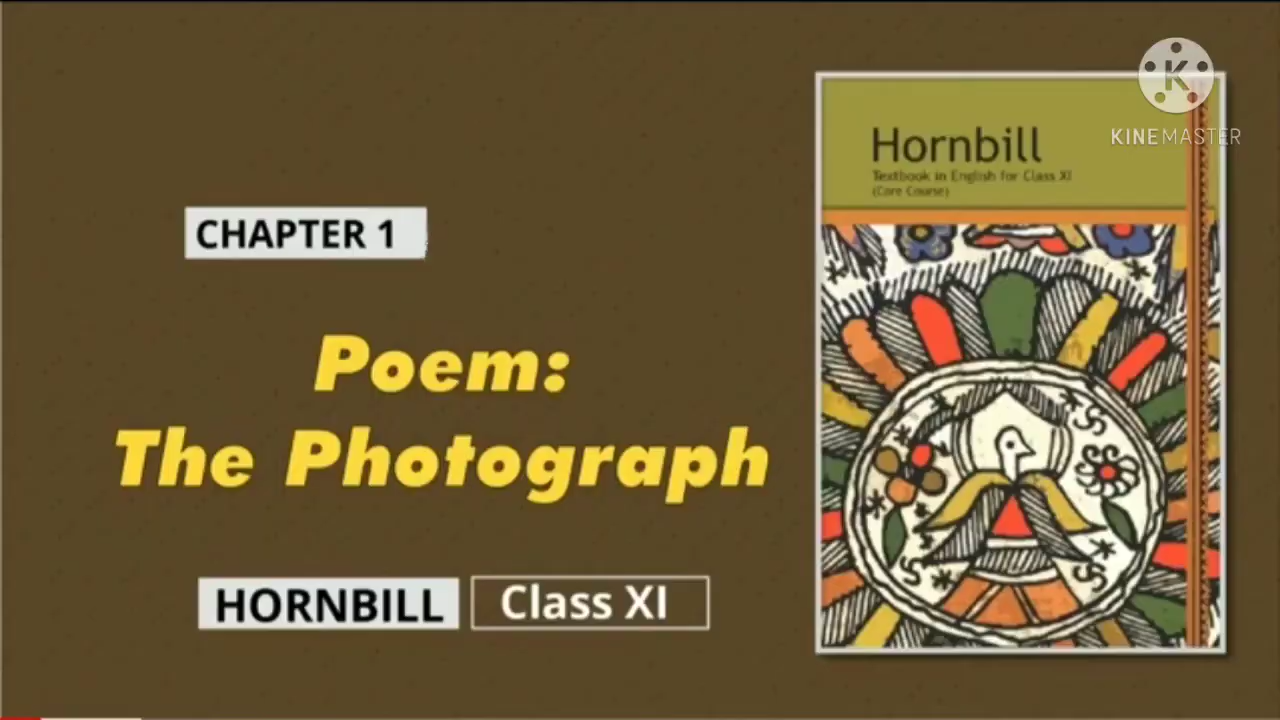 CHAPTER 1
Poem:
The Photograph
HORNBILL
Class XI
Hornbill
Textbook in English for Class XI
(Core Course)
K
KINEMASTER